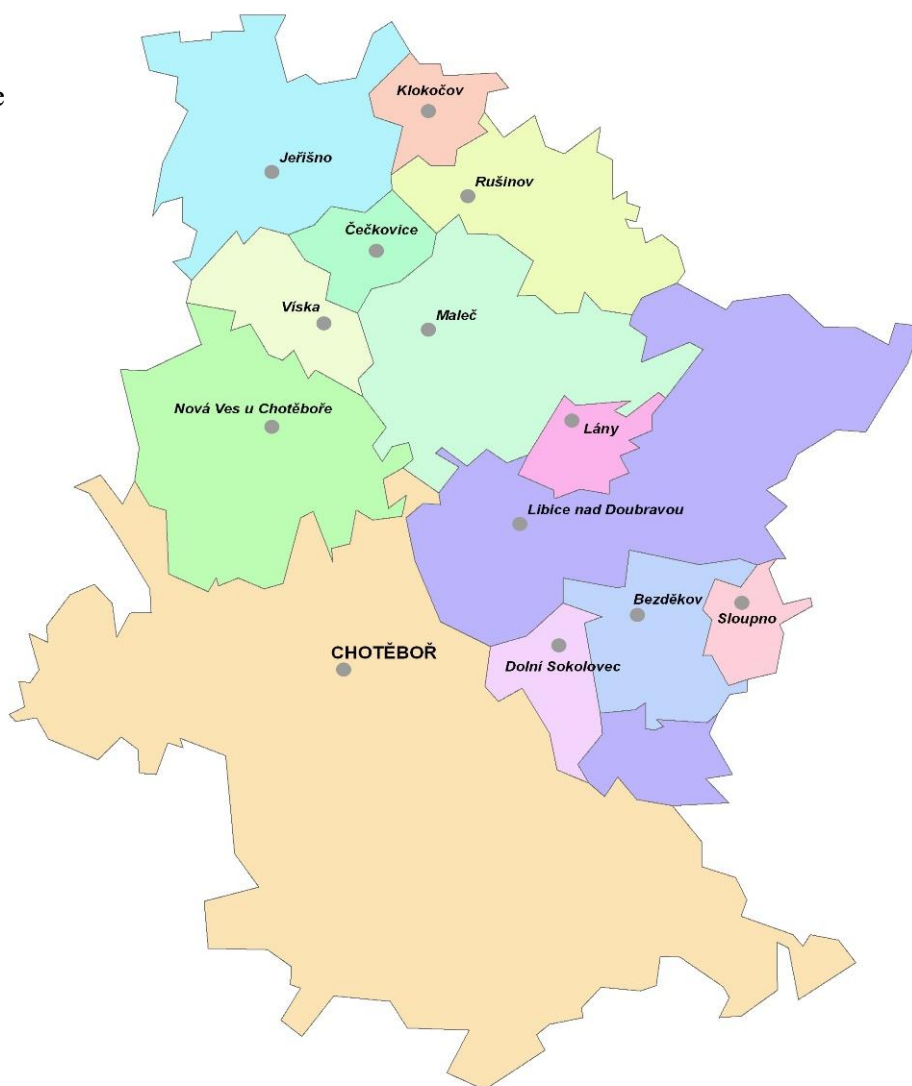 e
Klokočov
Jeřišno
Rušinov
Čečkovice
Víska
Maleč
Nová Ves u Chotěboře
Lány
Libice nad Doubravou
Bezděkov
Sloupno
CHOTĚBOŘ
Dolní Sokolovec